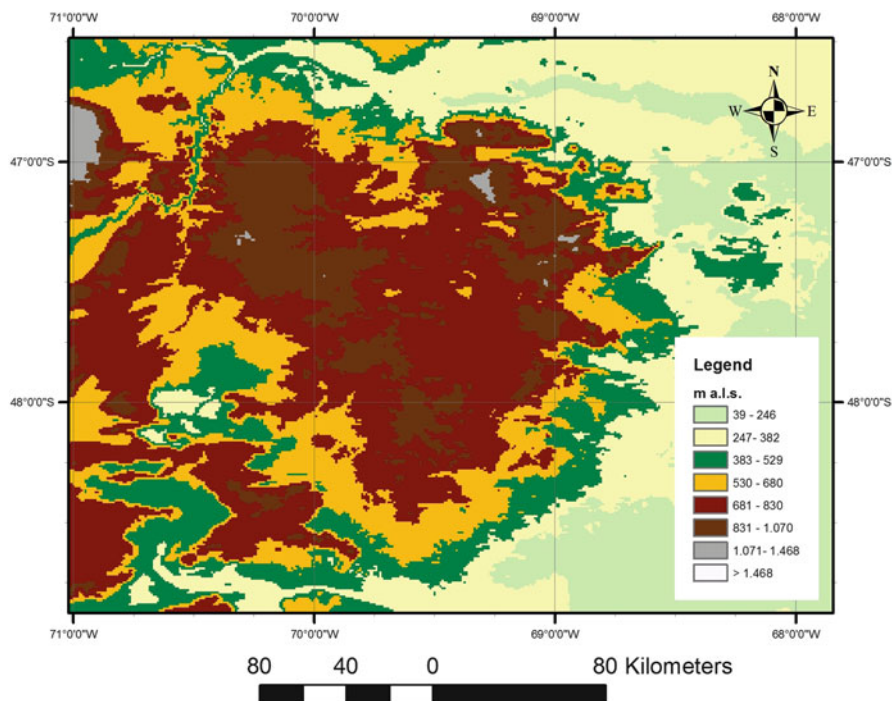 71°0'0"W 70°0'0"W 69°0'0"W 68°0'0"W
N
W E
S
47°0'0"S 47°0'0"S
48°0'0"S 48°0'0"S
Legend
m a.l.s.
39 - 246
247- 382
383 - 529
530 - 680
681 - 830
831 - 1.070
1.071- 1.468
> 1.468
71°0'0"W 70°0'0"W 69°0'0"W 68°0'0"W
80 40 0 80 Kilometers